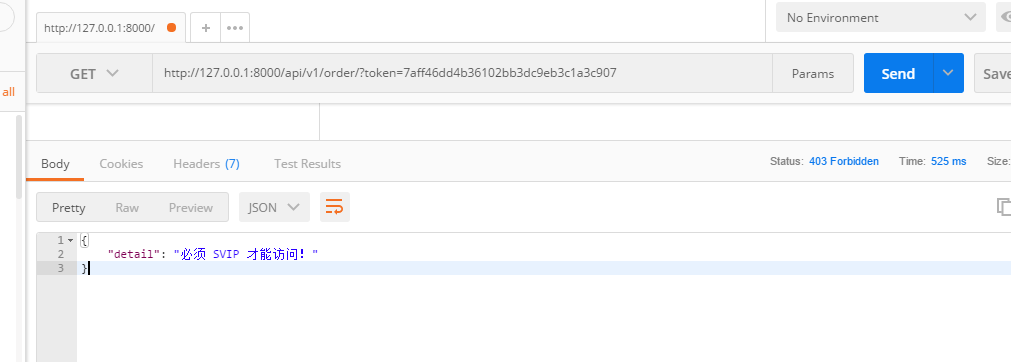 http://127.0.0.1:8000/
+
•••
No Environment
all
GET
http://127.0.0.1:8000/api/v1/order/?token=7aff46dd4b36102bb3dc9eb3c1a3c907
Params
Send
Save
Body
Cookies
Headers (7)
Test Results
Status: 403 Forbidden
Time: 525 ms
Size:
Pretty
Raw
Preview
JSON
1 {
2 "detail": "必须 SVIP 才能访问！"
3 }